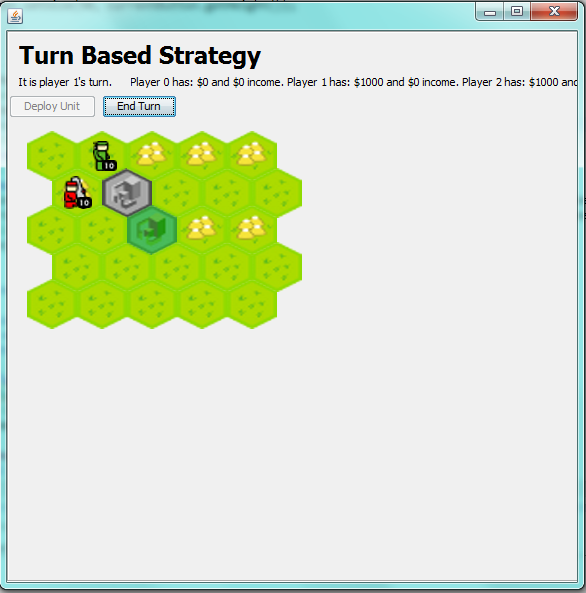 Turn Based Strategy
It is player 1's turn. Player 0 has: $0 and $0 income. Player 1 has: $1000 and $0 income. Player 2 has: $1000 and
Deploy Unit End Turn
10
10